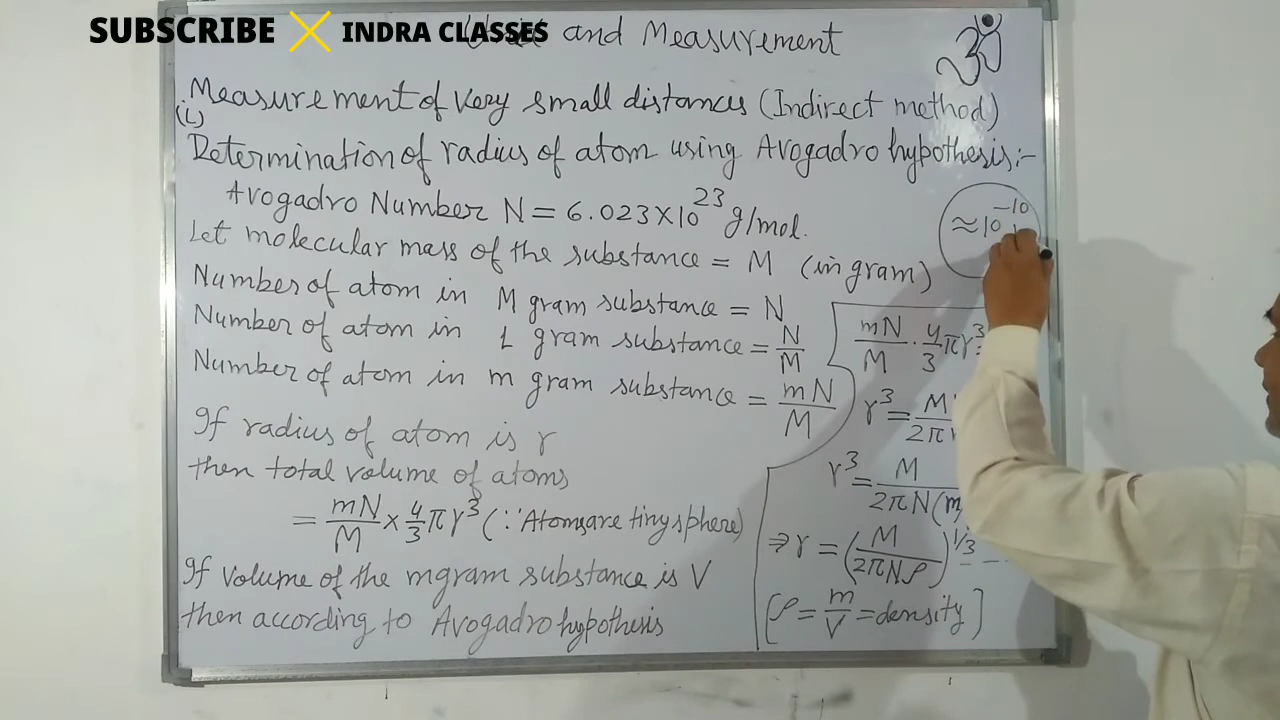 SUBSCRIBE INDRA CLASSES
and Measurement
ॐ
Measurement of very small distances (Indirect method)
(i)
Determination of radius of atom using Avogadro hypothesis:-
Avogadro Number N = 6.023×10²³ g/mol.
Let molecular mass of the substance = M (in gram)
Number of atom in M gram substance = N
Number of atom in 1 gram substance = N/M
Number of atom in m gram substance = mN/M
If radius of atom is r
then total volume of atoms
= mN/M × 4/3 πr³ (∵ Atoms are tiny sphere)
If volume of the m gram substance is V
then according to Avogadro hypothesis
≈10⁻¹⁰
mN/M · 4/3 πr³
r³ = M
2π
r³ = M
2πN(m
⇒ r = (M/2πNρ)^1/3 - - -
[ρ = m/V = density]